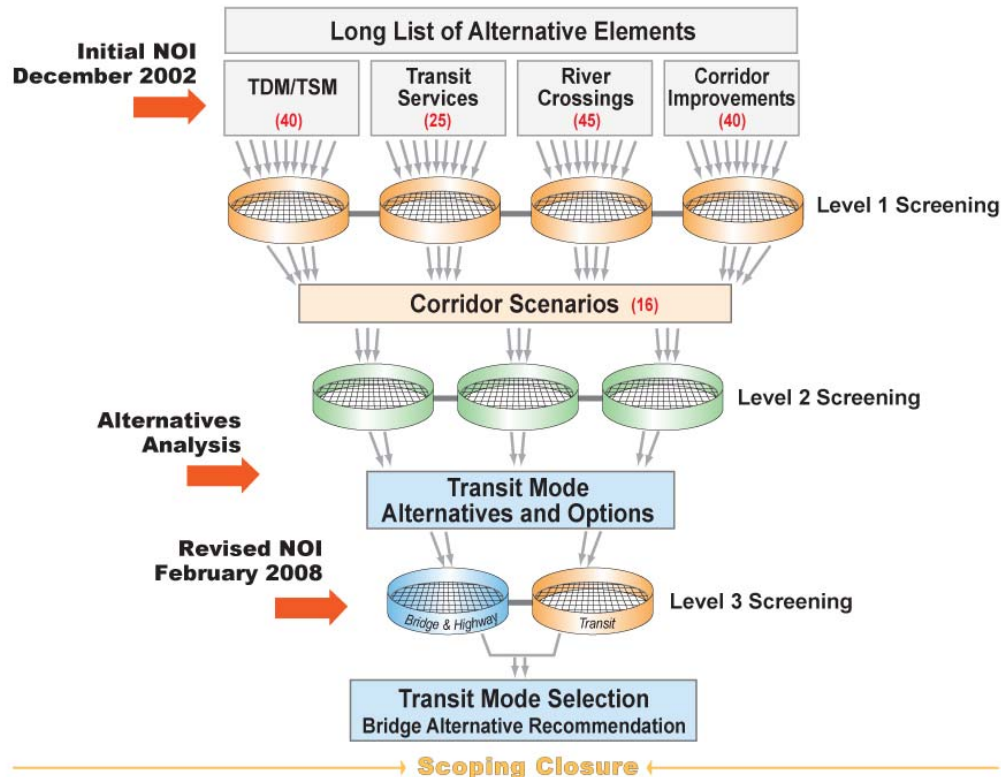 Long List of Alternative Elements
Initial NOI
December 2002
TDM/TSM
(40)
Transit
Services
(25)
River
Crossings
(45)
Corridor
Improvements
(40)
Level 1 Screening
Corridor Scenarios (16)
Level 2 Screening
Alternatives
Analysis
Transit Mode
Alternatives and Options
Revised NOI
February 2008
Bridge & Highway
Transit
Level 3 Screening
Transit Mode Selection
Bridge Alternative Recommendation
Scoping Closure